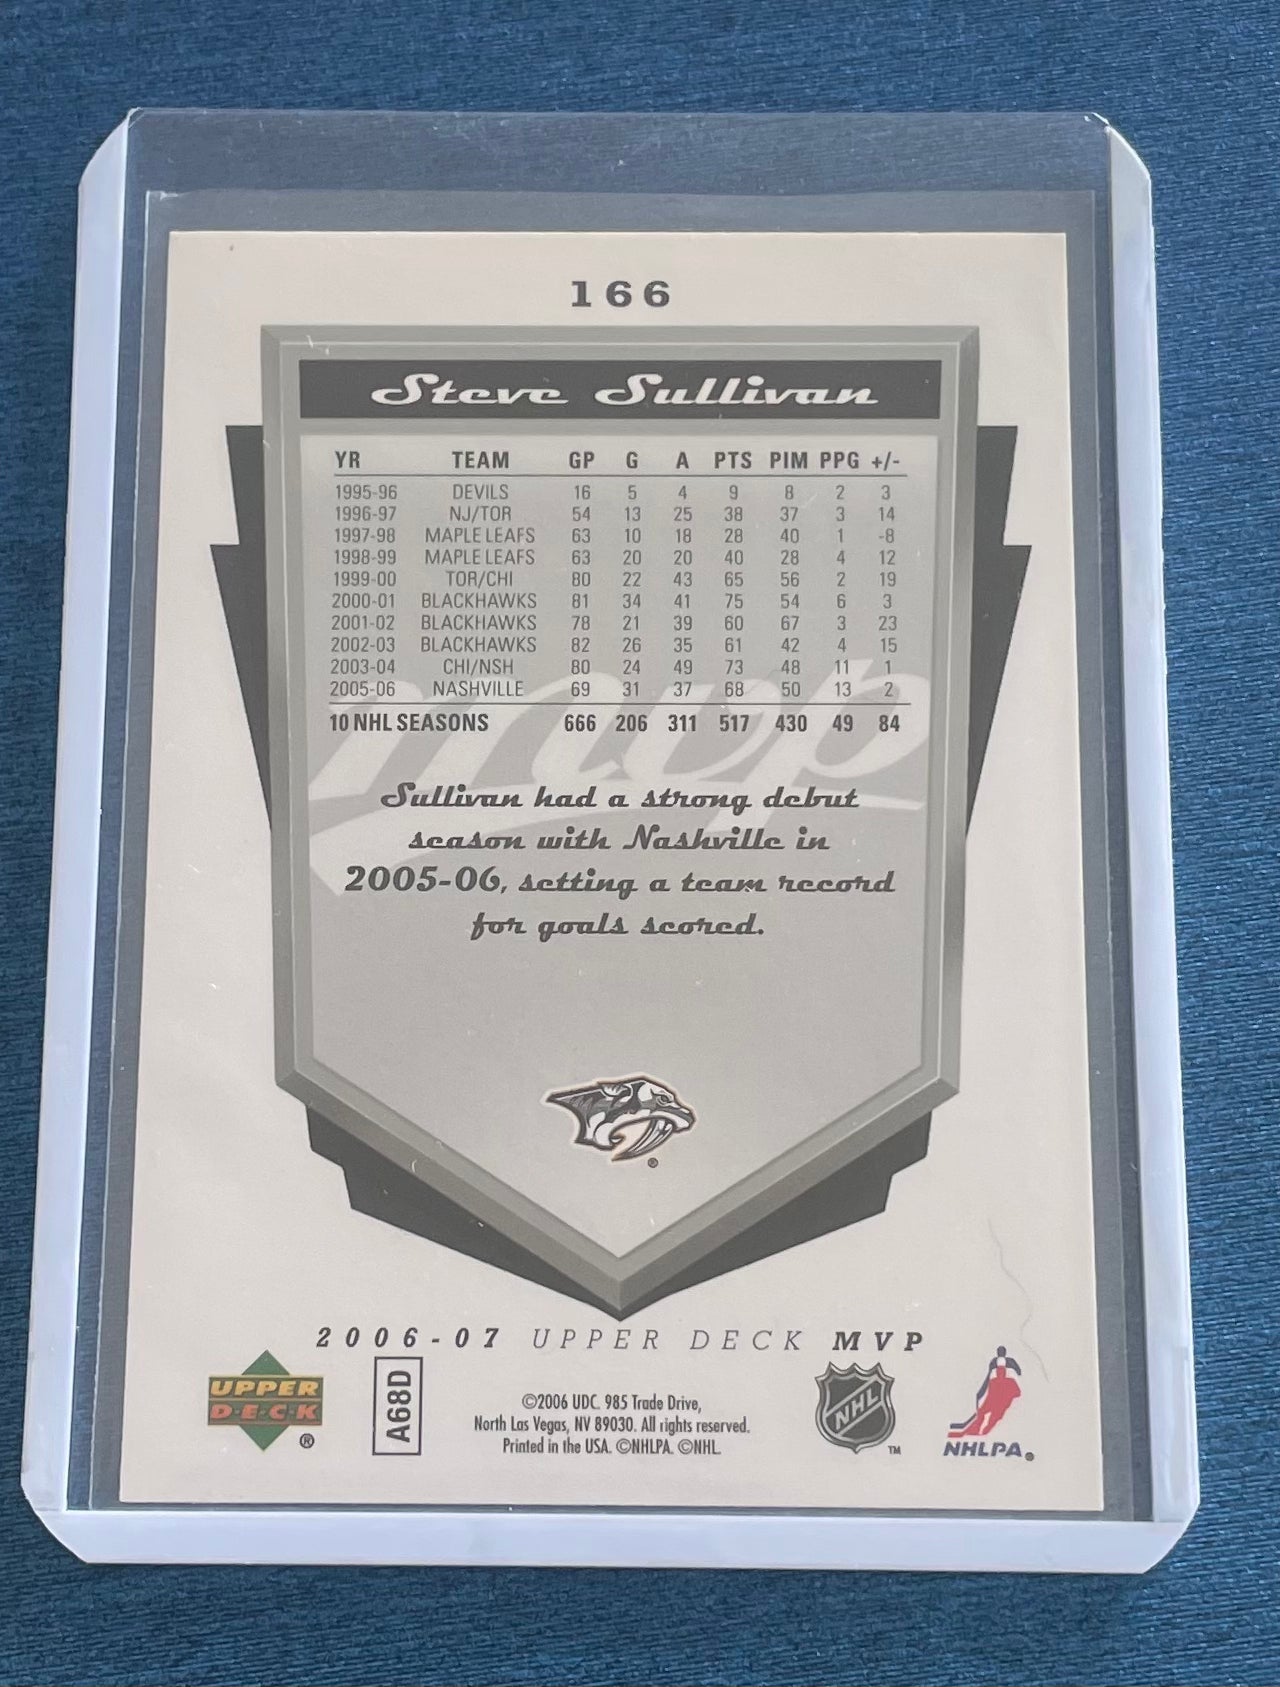 166
Steve Sullivan
YR TEAM GP G A PTS PIM PPG +/-
1995-96 DEVILS 16 5 4 9 8 2 3
1996-97 NJ/TOR 54 13 25 38 37 3 14
1997-98 MAPLE LEAFS 63 10 18 28 40 1 -8
1998-99 MAPLE LEAFS 63 20 20 40 28 4 12
1999-00 TOR/CHI 80 22 43 65 56 2 19
2000-01 BLACKHAWKS 81 34 41 75 54 6 3
2001-02 BLACKHAWKS 78 21 39 60 67 3 23
2002-03 BLACKHAWKS 82 26 35 61 42 4 15
2003-04 CHI/NSH 80 24 49 73 48 11 1
2005-06 NASHVILLE 69 31 37 68 50 13 2
10 NHL SEASONS 666 206 311 517 430 49 84
mvp
Sullivan had a strong debut
season with Nashville in
2005-06, setting a team record
for goals scored.
®
2006-07 UPPER DECK MVP
UPPER
DECK
®
A68D
©2006 UDC. 985 Trade Drive,
North Las Vegas, NV 89030. All rights reserved.
Printed in the USA. ©NHLPA. ©NHL.
NHL
™
NHLPA®